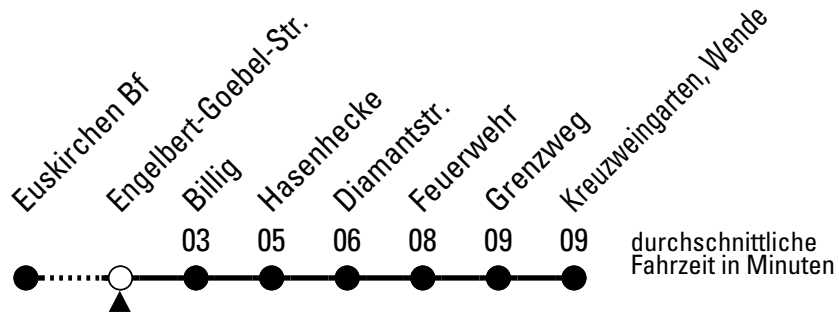 Euskirchen Bf
Engelbert-Goebel-Str.
Billig
Hasenhecke
Diamantstr.
Feuerwehr
Grenzweg
Kreuzweingarten, Wende
03 05 06 08 09 09
durchschnittliche
Fahrzeit in Minuten